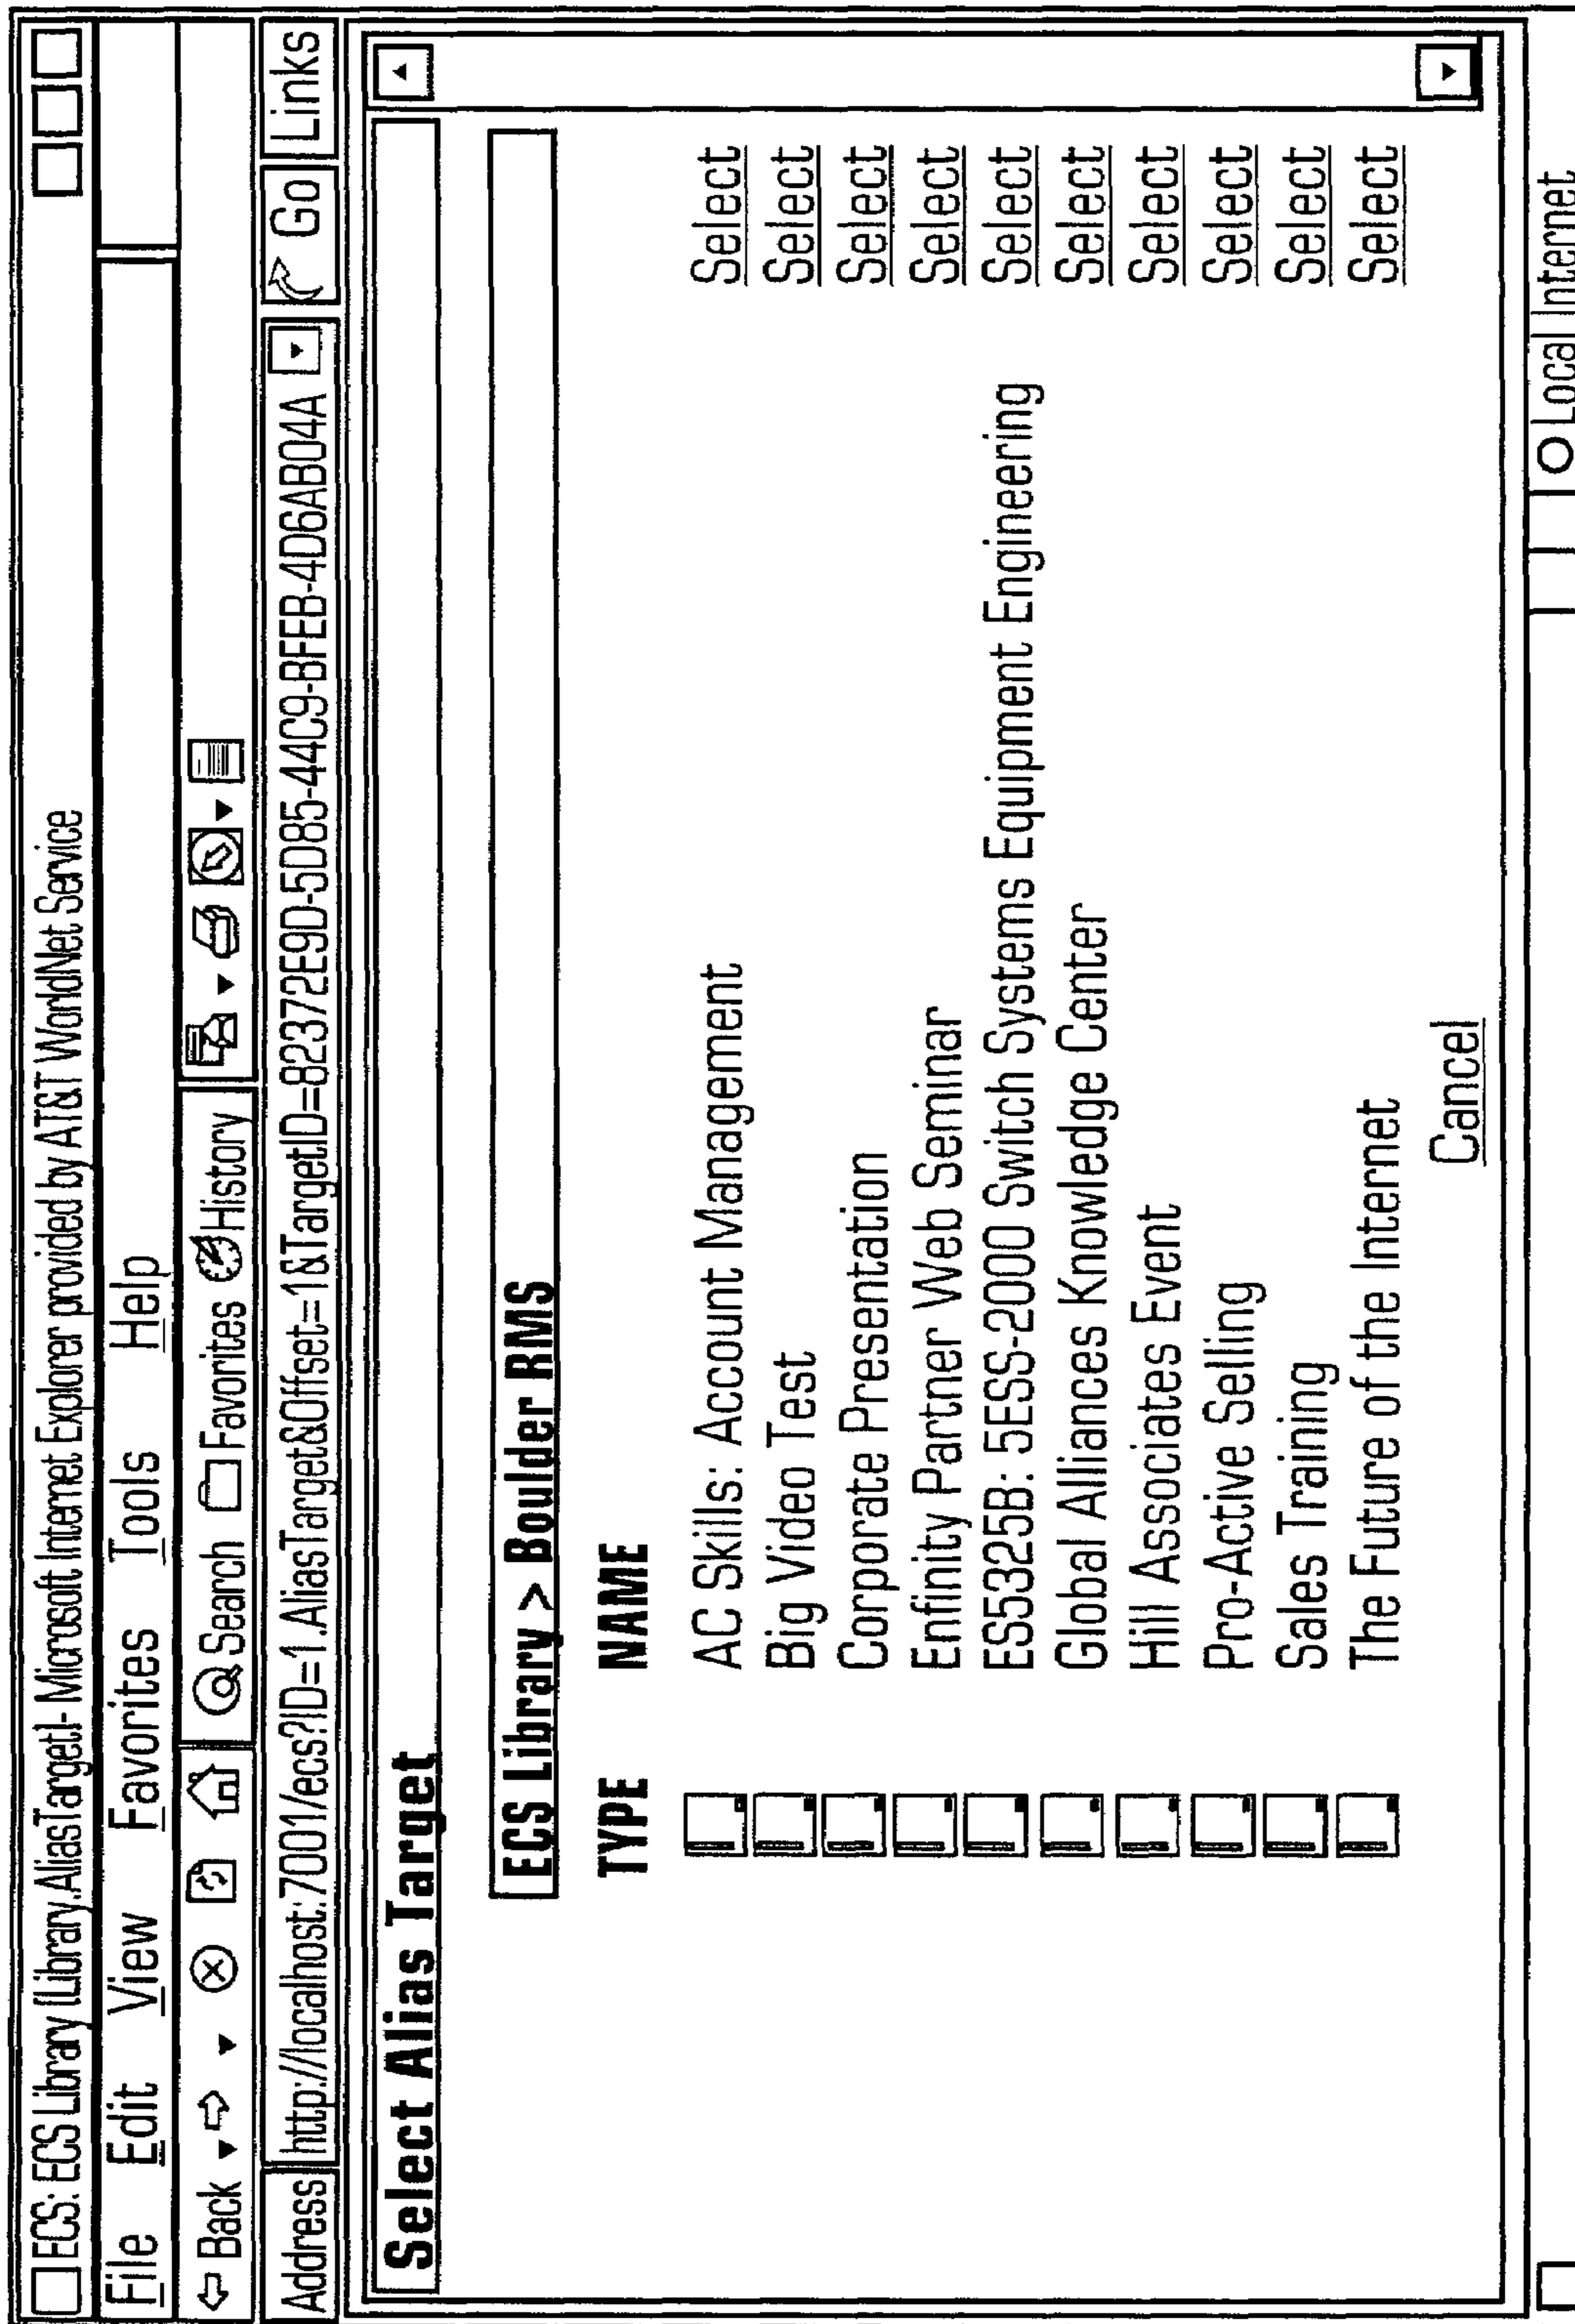 ECS: ECS Library [Library.AliasTarget]- Microsoft Internet Explorer provided by AT&T WorldNet Service
File Edit View Favorites Tools Help
Back Search Favorites History
Address http://localhost:7001/ecs?ID=1.AliasTarget&Offset=1&TargetID=82372E9D-5D85-44C9-BFEB-4D6AB04A Go Links
Select Alias Target
ECS Library > Boulder RMS
TYPE NAME
AC Skills: Account Management Select
Big Video Test Select
Corporate Presentation Select
Enfinity Partner Web Seminar Select
ES5325B: 5ESS-2000 Switch Systems Equipment Engineering Select
Global Alliances Knowledge Center Select
Hill Associates Event Select
Pro-Active Selling Select
Sales Training Select
The Future of the Internet Select
Cancel
Local Internet